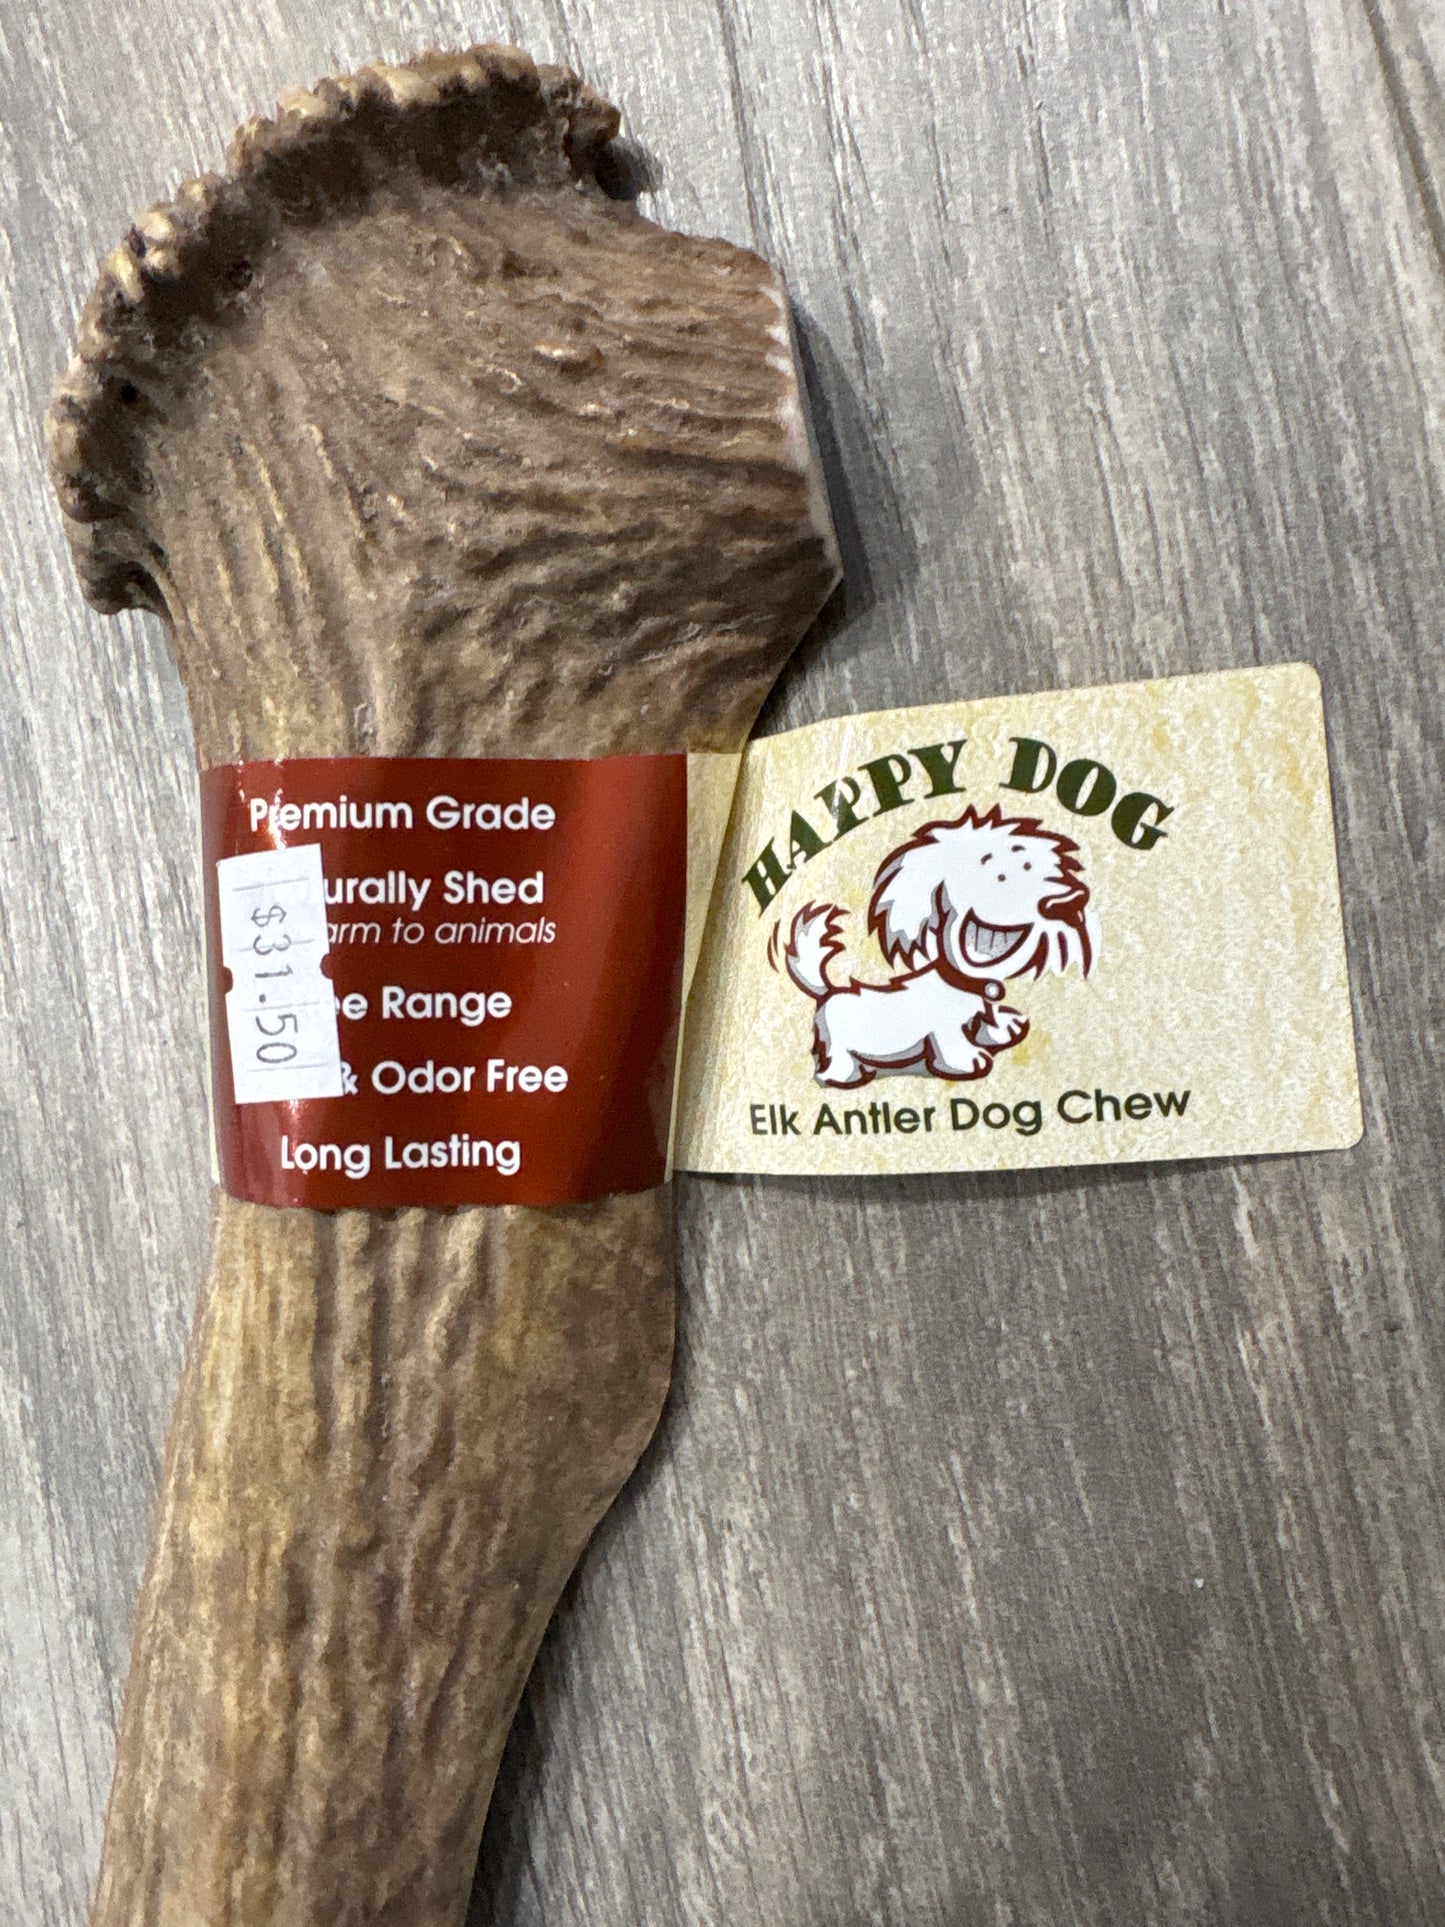 Premium Grade
urally Shed
arm to animals
ee Range
& Odor Free
Long Lasting
$31.50
HAPPY DOG
Elk Antler Dog Chew